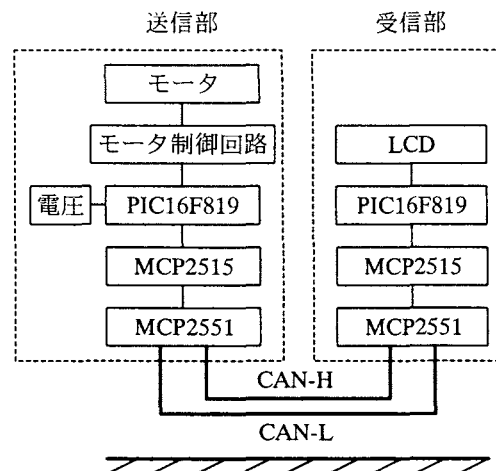 送信部
受信部
モータ
モータ制御回路
LCD
電圧
PIC16F819
PIC16F819
MCP2515
MCP2515
MCP2551
MCP2551
CAN-H
CAN-L